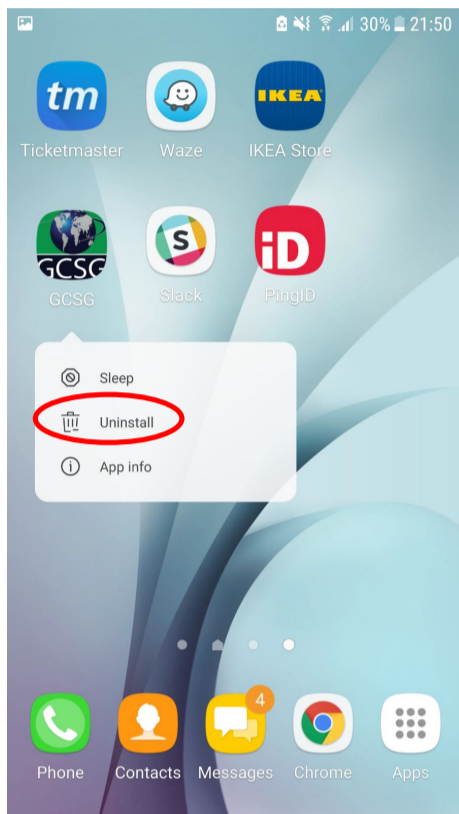 30% 21:50
tm
IKEA
Ticketmaster Waze IKEA Store
GCSG S iD
GCSG Slack PingID
Sleep
Uninstall
App info
4
Phone Contacts Messages Chrome Apps